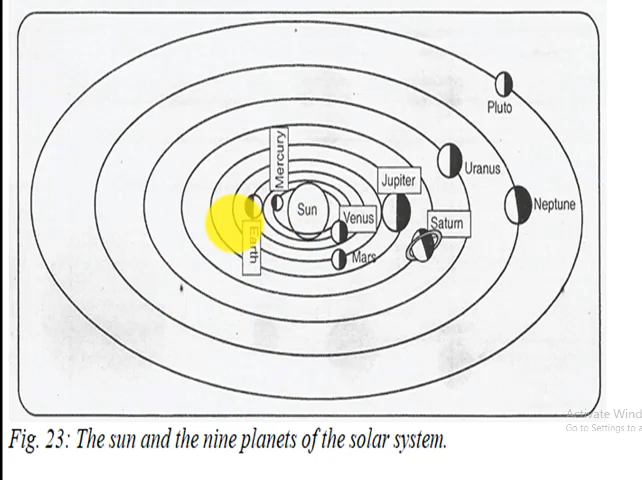 Pluto
Mercury
Uranus
Jupiter
Neptune
Sun
Venus
Saturn
Earth
Mars
Activate Wind
Go to Settings to a
Fig. 23: The sun and the nine planets of the solar system.